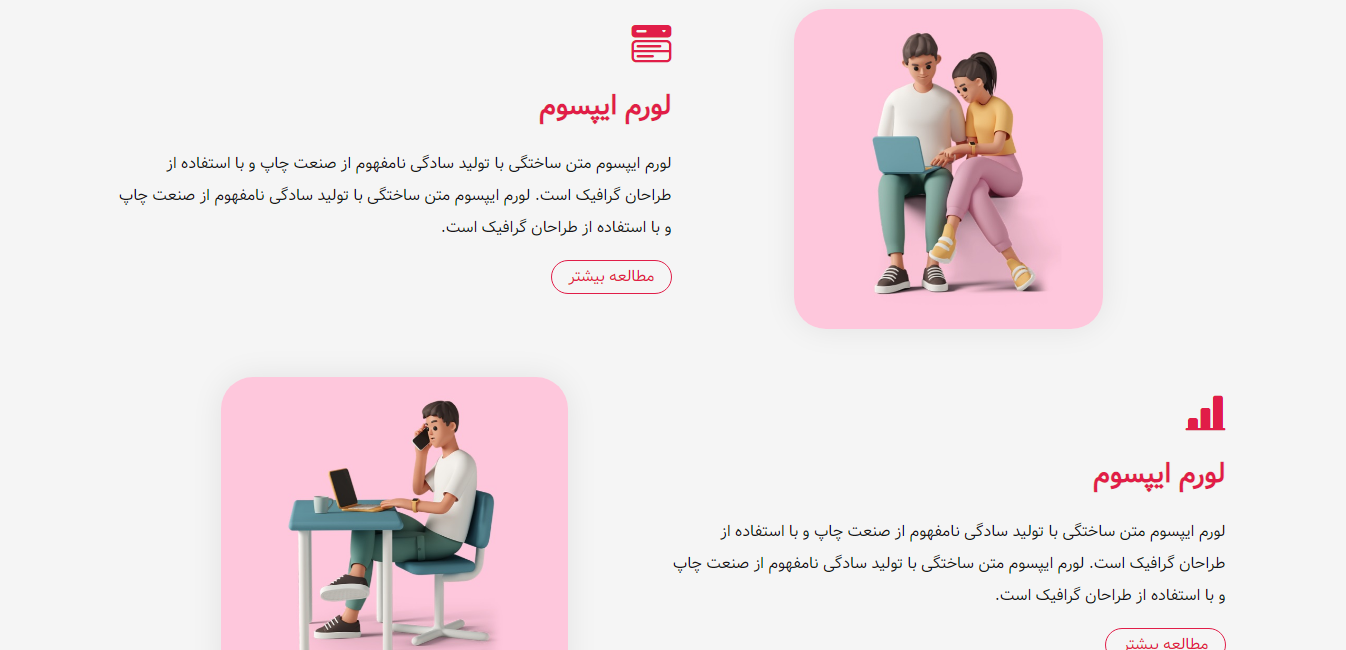 لورم ایپسوم
لورم ایپسوم متن ساختگی با تولید سادگی نامفهوم از صنعت چاپ و با استفاده از
طراحان گرافیک است. لورم ایپسوم متن ساختگی با تولید سادگی نامفهوم از صنعت چاپ
و با استفاده از طراحان گرافیک است.
مطالعه بیشتر
لورم ایپسوم
لورم ایپسوم متن ساختگی با تولید سادگی نامفهوم از صنعت چاپ و با استفاده از
طراحان گرافیک است. لورم ایپسوم متن ساختگی با تولید سادگی نامفهوم از صنعت چاپ
و با استفاده از طراحان گرافیک است.
مطالعه بیشتر